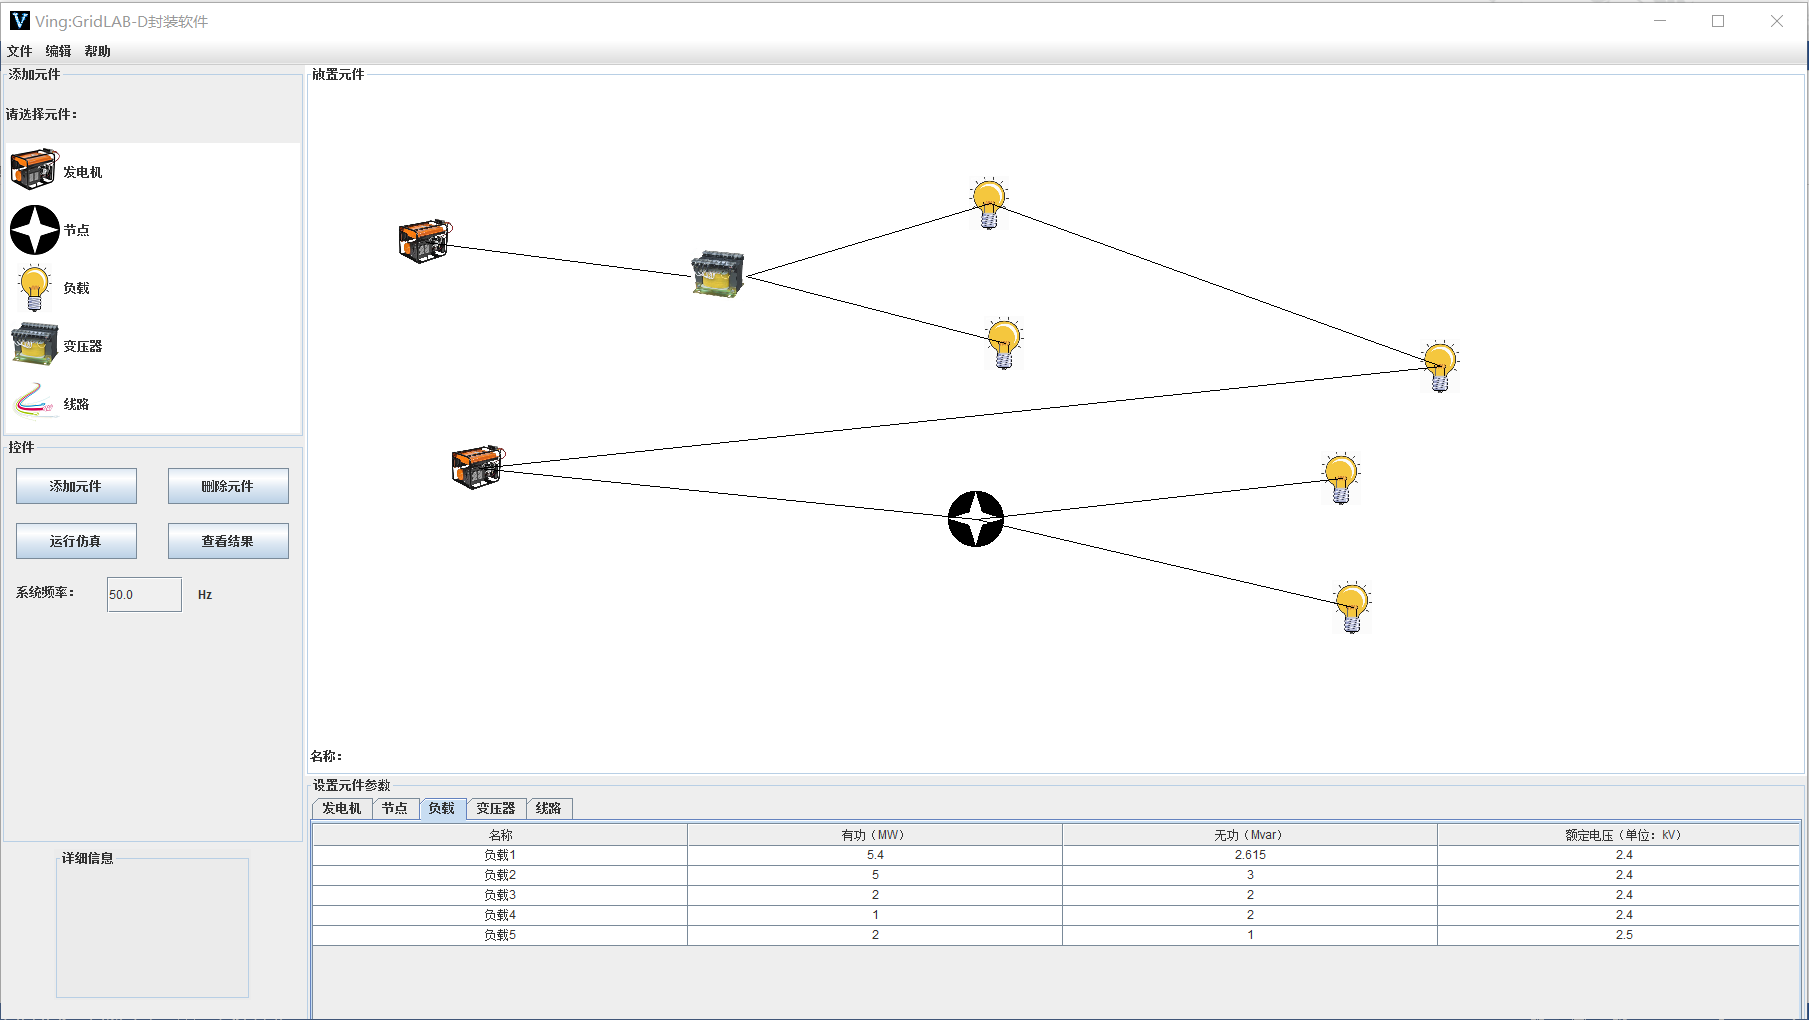 Ving:GridLAB-D封装软件
文件 编辑 帮助
添加元件
请选择元件：
发电机
节点
负载
变压器
线路
控件
添加元件 删除元件
运行仿真 查看结果
系统频率： 50.0 Hz
详细信息
放置元件
名称：
设置元件参数
发电机 节点 负载 变压器 线路
名称 有功（MW） 无功（Mvar） 额定电压（单位：kV）
负载1 5.4 2.615 2.4
负载2 5 3 2.4
负载3 2 2 2.4
负载4 1 2 2.4
负载5 2 1 2.5